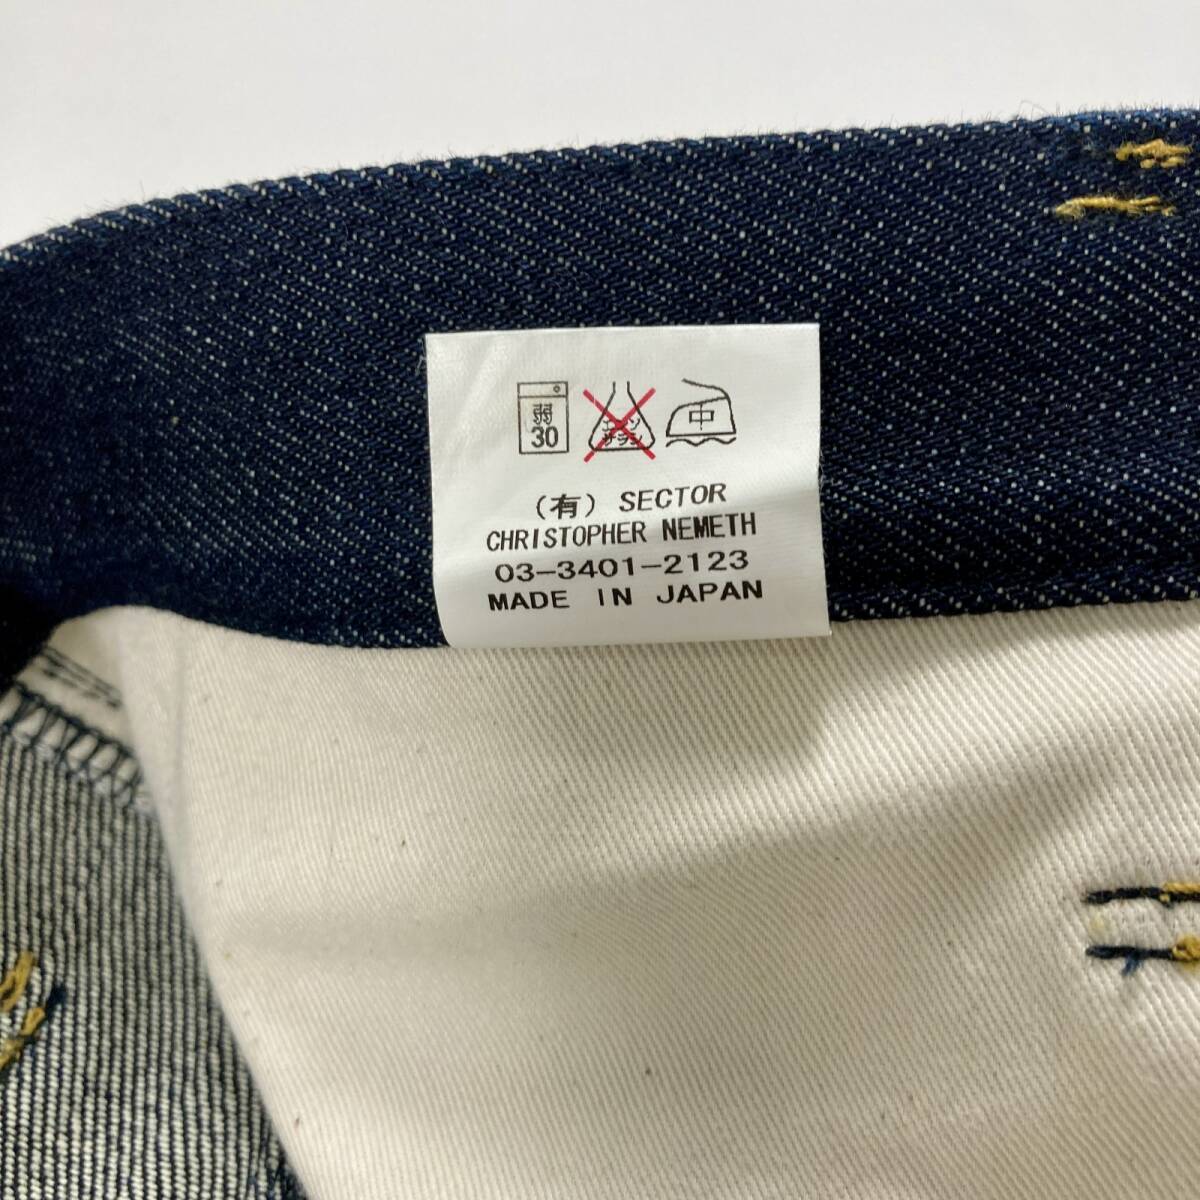 弱
30
エンソ
サラシ
中
(有) SECTOR
CHRISTOPHER NEMETH
03-3401-2123
MADE IN JAPAN